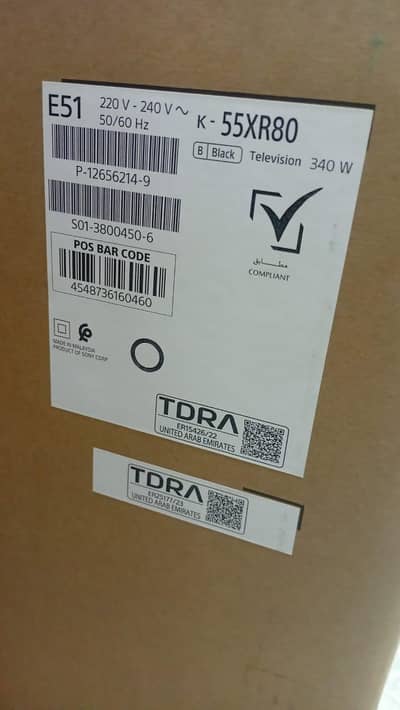 E51 220 V - 240 V ~ K - 55XR80
50/60 Hz
B Black Television 340 W
P-12656214-9
S01-3800450-6
POS BAR CODE
4548736160460
مطابق
COMPLIANT
MADE IN MALAYSIA
PRODUCT OF SONY CORP
TDRA
ER15426/22
UNITED ARAB EMIRATES
TDRA
ER25177/23
UNITED ARAB EMIRATES